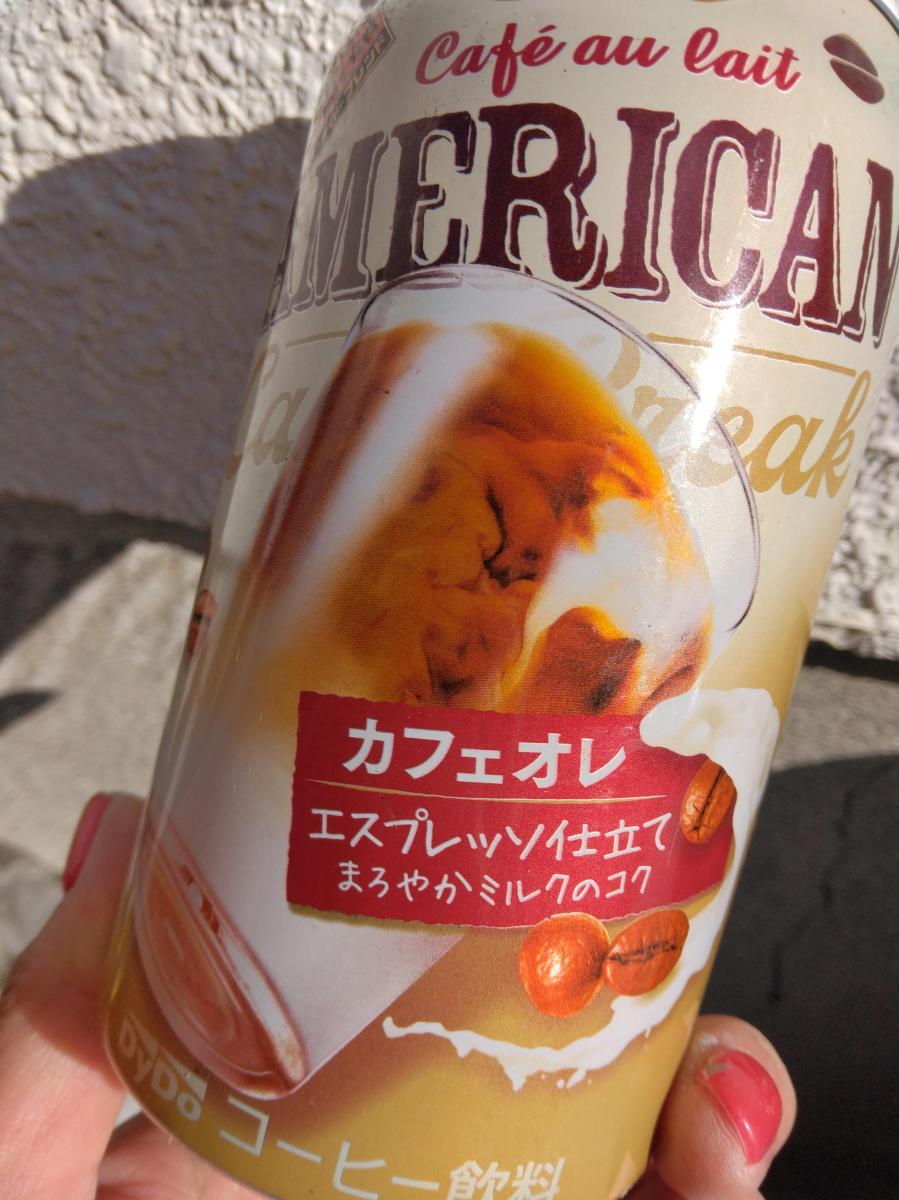 Café au lait
AMERICAN
カフェオレ
エスプレッソ仕立て
まろやかミルクのコク
DyDo コーヒー飲料